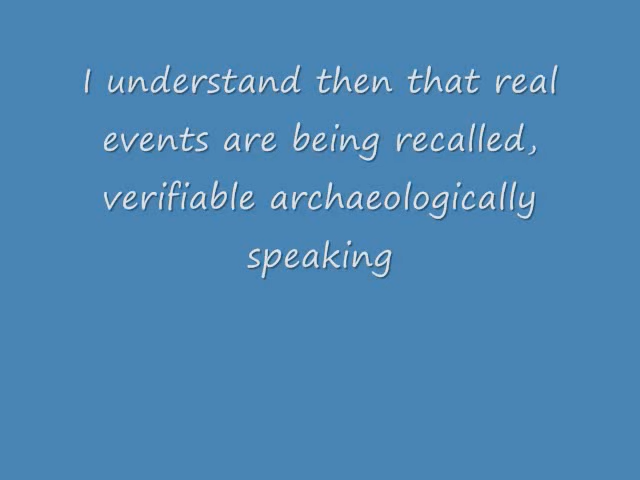 I understand then that real
events are being recalled,
verifiable archaeologically
speaking